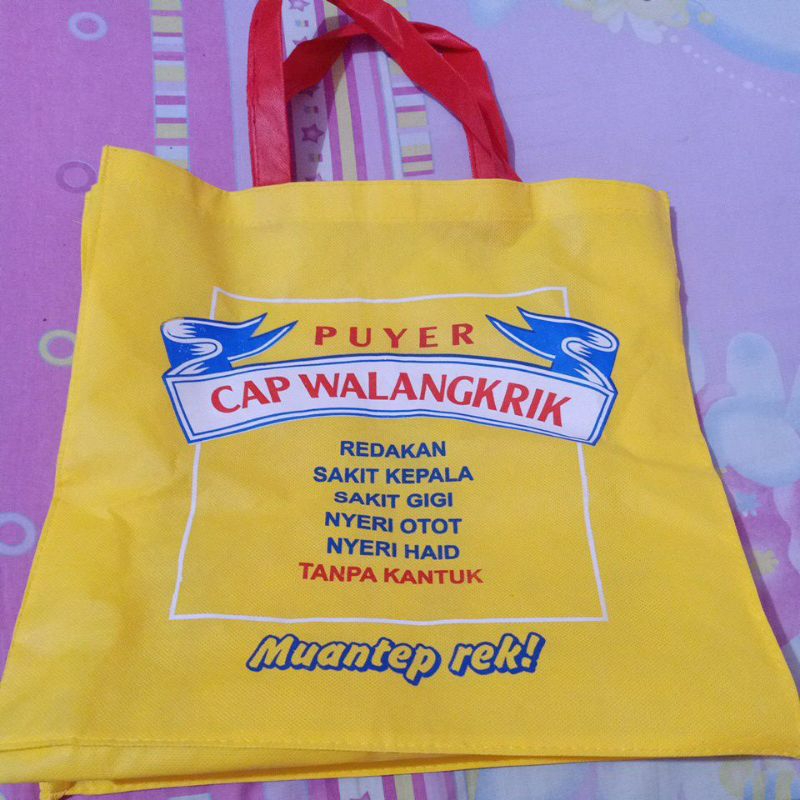 PUYER
CAP WALANGKRIK
REDAKAN
SAKIT KEPALA
SAKIT GIGI
NYERI OTOT
NYERI HAID
TANPA KANTUK
Muantep rek!